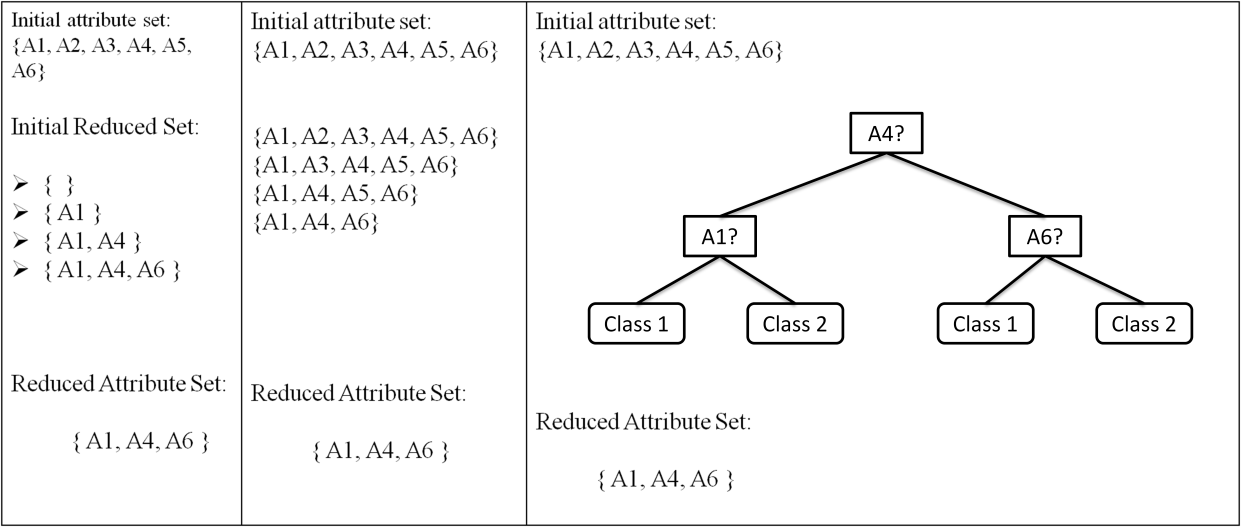 Initial attribute set:
{A1, A2, A3, A4, A5,
A6}
Initial Reduced Set:
➢ { }
➢ { A1 }
➢ { A1, A4 }
➢ { A1, A4, A6 }
Reduced Attribute Set:
{ A1, A4, A6 }
Initial attribute set:
{A1, A2, A3, A4, A5, A6}
{A1, A2, A3, A4, A5, A6}
{A1, A3, A4, A5, A6}
{A1, A4, A5, A6}
{A1, A4, A6}
Reduced Attribute Set:
{ A1, A4, A6 }
Initial attribute set:
{A1, A2, A3, A4, A5, A6}
A4?
A1?
A6?
Class 1
Class 2
Class 1
Class 2
Reduced Attribute Set:
{ A1, A4, A6 }